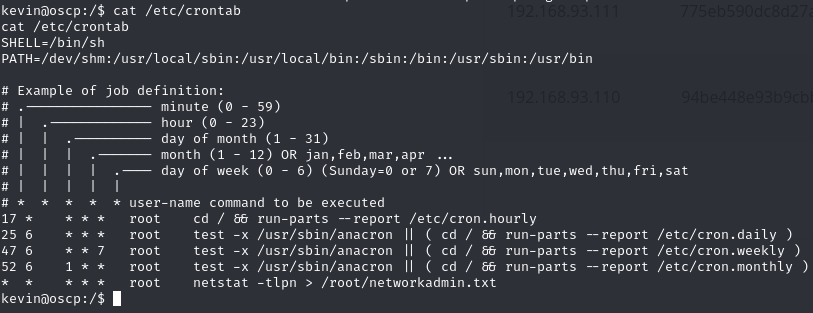 kevin@oscp:/$ cat /etc/crontab
192.168.93.111 775eb590dc8d27a
cat /etc/crontab
SHELL=/bin/sh
PATH=/dev/shm:/usr/local/sbin:/usr/local/bin:/sbin:/bin:/usr/sbin:/usr/bin
# Example of job definition:
192.168.93.110 94be448e93b9cb
# .---------------- minute (0 - 59)
# | .------------- hour (0 - 23)
# | | .---------- day of month (1 - 31)
# | | | .------- month (1 - 12) OR jan,feb,mar,apr ...
# | | | | .---- day of week (0 - 6) (Sunday=0 or 7) OR sun,mon,tue,wed,thu,fri,sat
# | | | | |
# * * * * * user-name command to be executed
17 * * * * root cd / && run-parts --report /etc/cron.hourly
25 6 * * * root test -x /usr/sbin/anacron || ( cd / && run-parts --report /etc/cron.daily )
47 6 * * 7 root test -x /usr/sbin/anacron || ( cd / && run-parts --report /etc/cron.weekly )
52 6 1 * * root test -x /usr/sbin/anacron || ( cd / && run-parts --report /etc/cron.monthly )
* * * * * root netstat -tlpn > /root/networkadmin.txt
kevin@oscp:/$